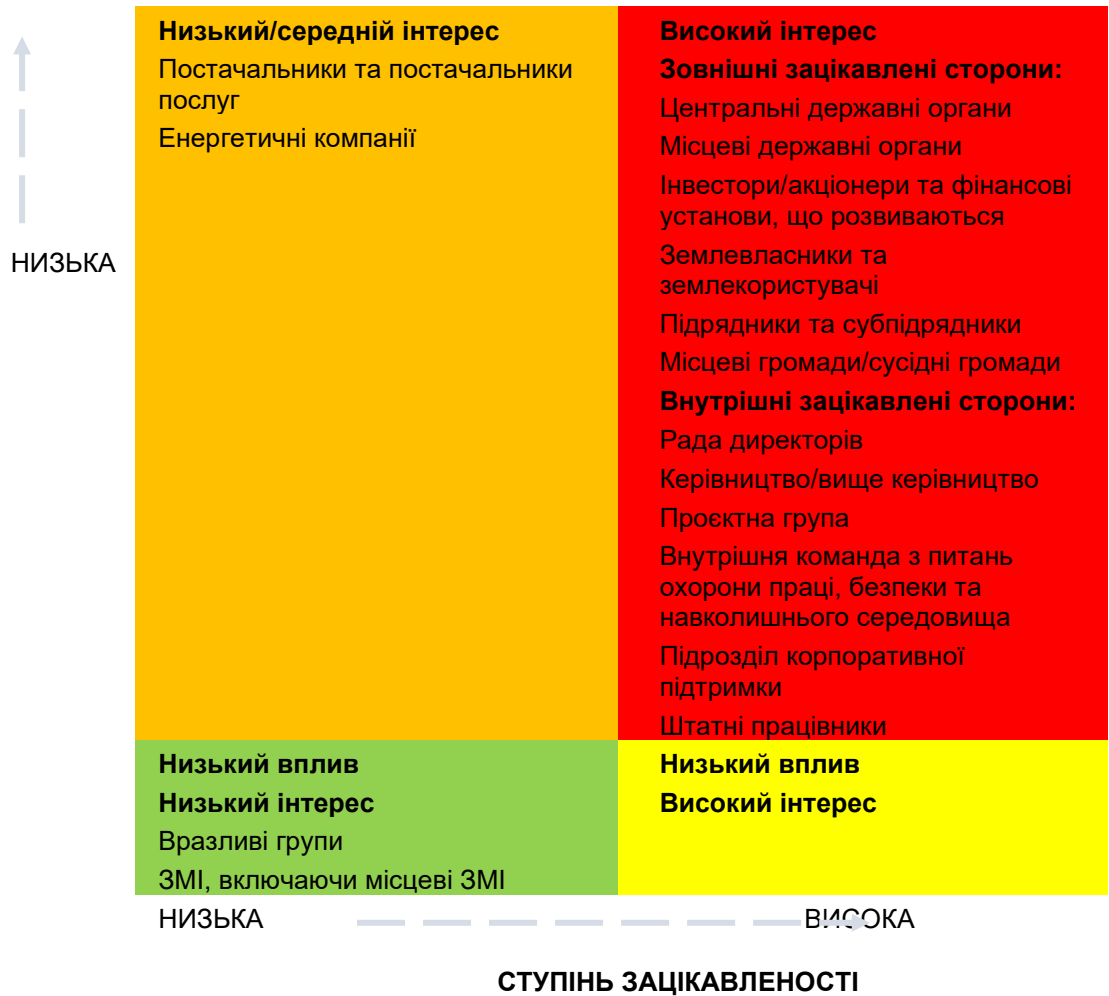 Низький/середній інтерес
Постачальники та постачальники
послуг
Енергетичні компанії
Високий інтерес
Зовнішні зацікавлені сторони:
Центральні державні органи
Місцеві державні органи
Інвестори/акціонери та фінансові
установи, що розвиваються
Землевласники та
землекористувачі
Підрядники та субпідрядники
Місцеві громади/сусідні громади
Внутрішні зацікавлені сторони:
Рада директорів
Керівництво/вище керівництво
Проєктна група
Внутрішня команда з питань
охорони праці, безпеки та
навколишнього середовища
Підрозділ корпоративної
підтримки
Штатні працівники
НИЗЬКА
Низький вплив
Низький інтерес
Вразливі групи
ЗМІ, включаючи місцеві ЗМІ
Низький вплив
Високий інтерес
НИЗЬКА
ВИСОКА
СТУПІНЬ ЗАЦІКАВЛЕНОСТІ